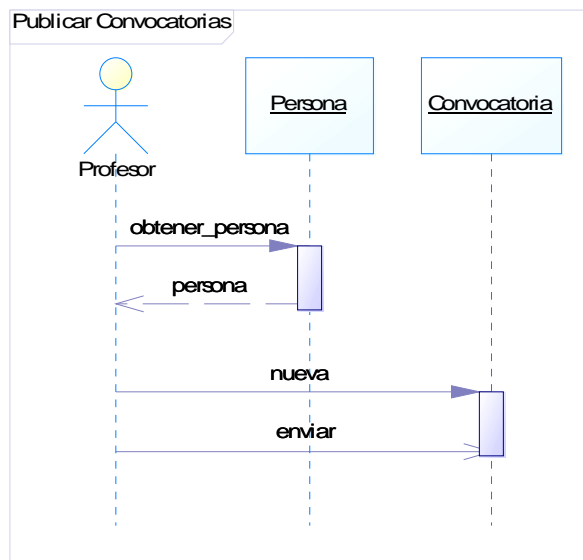 Publicar Convocatorias
Persona
Convocatoria
Profesor
obtener_persona
persona
nueva
enviar